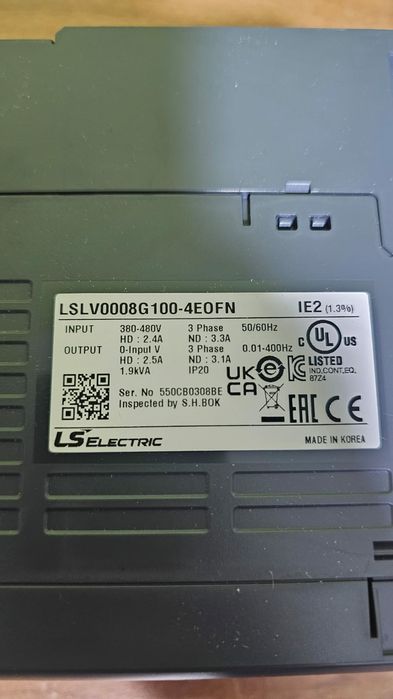 LSLV0008G100-4EOFN IE2 (1.3%)
INPUT 380-480V 3 Phase 50/60Hz
HD : 2.4A ND : 3.3A
OUTPUT 0-Input V 3 Phase 0.01-400Hz
HD : 2.5A ND : 3.1A
1.9kVA IP20
C UL US
LISTED
IND.CONT.EQ.
87Z4
Ser. No 550CB0308BE
Inspected by S.H.BOK
UK
CA
EAC CE
LS ELECTRIC MADE IN KOREA